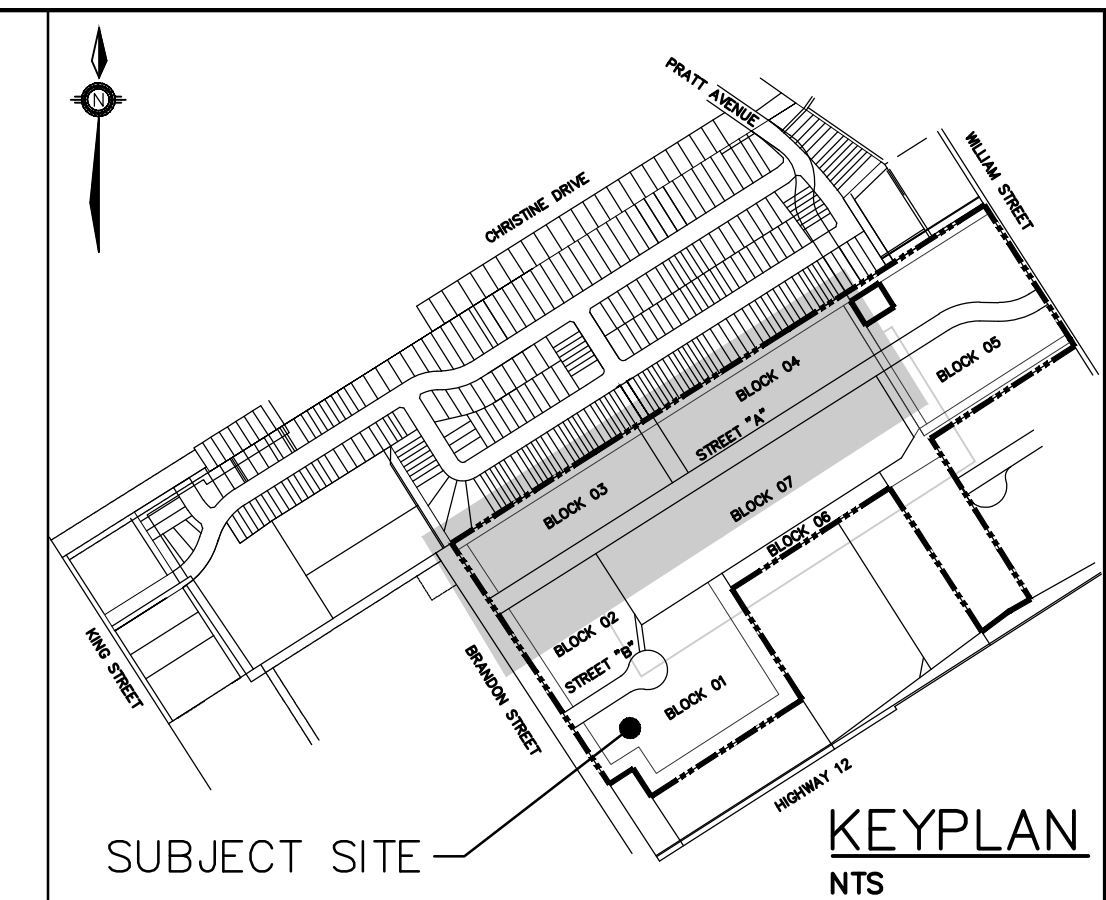 N
PRATT AVENUE
WILLIAM STREET
CHRISTINE DRIVE
BLOCK 05
BLOCK 04
STREET "A"
BLOCK 03
BLOCK 07
BLOCK 06
BLOCK 02
STREET "B"
BLOCK 01
KING STREET
BRANDON STREET
HIGHWAY 12
SUBJECT SITE
KEYPLAN
NTS